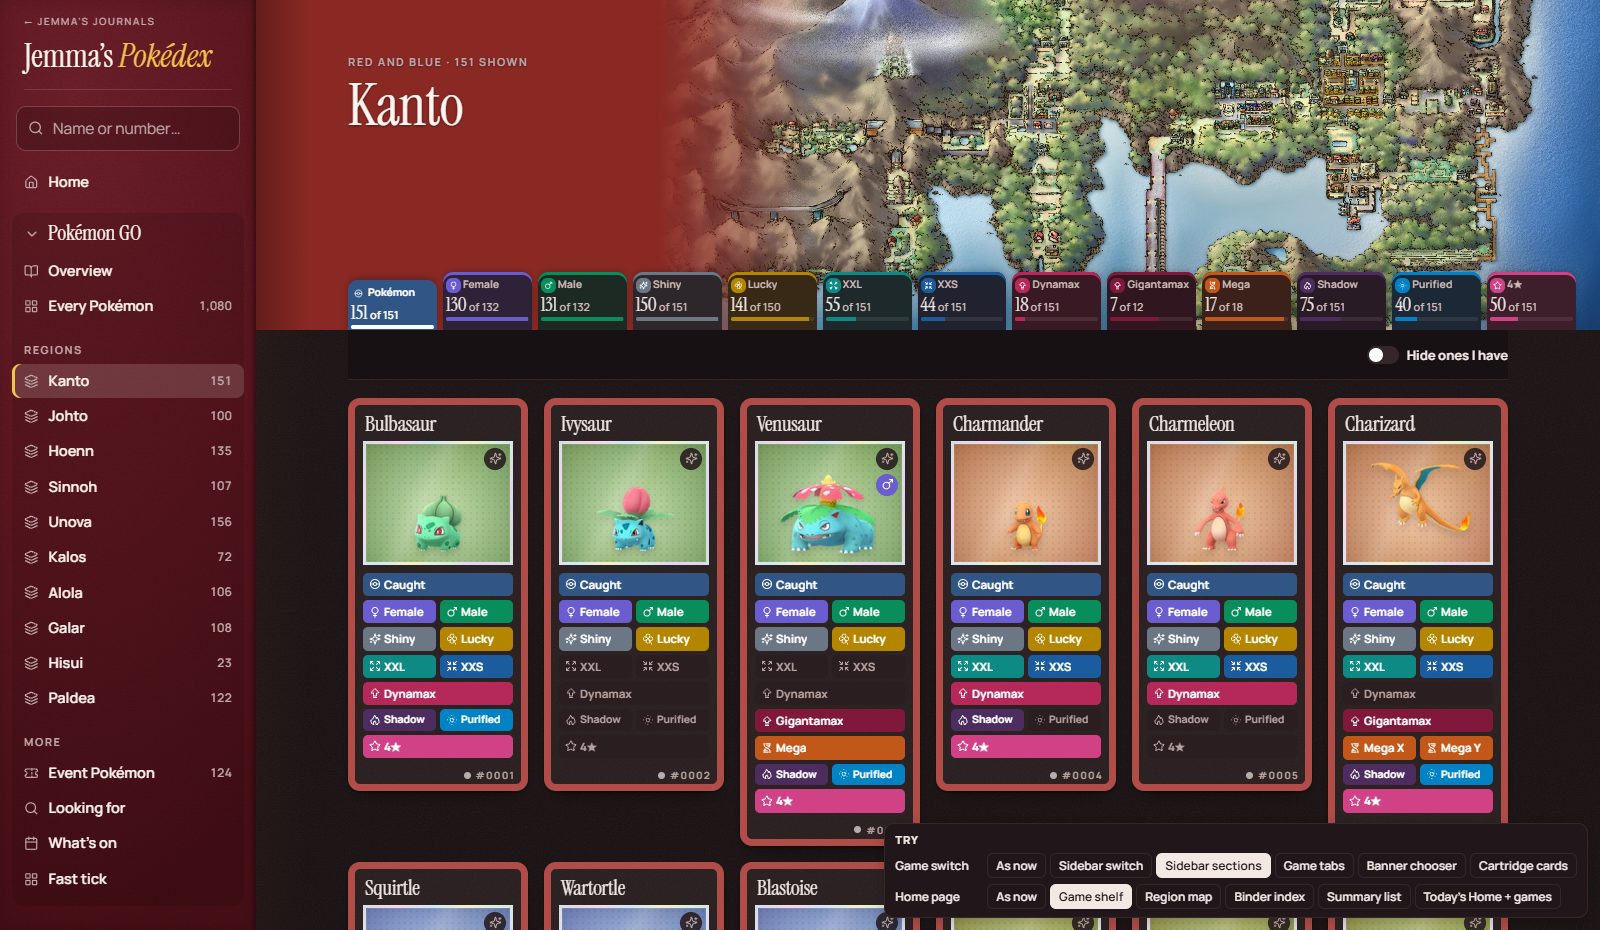 ← JEMMA'S JOURNALS
Jemma's Pokédex
Name or number...
Home
Pokémon GO
Overview
Every Pokémon 1,080
REGIONS
Kanto 151
Johto 100
Hoenn 135
Sinnoh 107
Unova 156
Kalos 72
Alola 106
Galar 108
Hisui 23
Paldea 122
MORE
Event Pokémon 124
Looking for
What's on
Fast tick
RED AND BLUE · 151 SHOWN
Kanto
Pokémon
151 of 151
Female
130 of 132
Male
131 of 132
Shiny
150 of 151
Lucky
141 of 150
XXL
55 of 151
XXS
44 of 151
Dynamax
18 of 151
Gigantamax
7 of 12
Mega
17 of 18
Shadow
75 of 151
Purified
40 of 151
4★
50 of 151
Hide ones I have
Bulbasaur
Caught
Female Male
Shiny Lucky
XXL XXS
Dynamax
Shadow Purified
4★
#0001
Ivysaur
Caught
Female Male
Shiny Lucky
XXL XXS
Dynamax
Shadow Purified
4★
#0002
Venusaur
Caught
Female Male
Shiny Lucky
XXL XXS
Dynamax
Gigantamax
Mega
Shadow Purified
4★
Charmander
Caught
Female Male
Shiny Lucky
XXL XXS
Dynamax
Shadow Purified
4★
#0004
Charmeleon
Caught
Female Male
Shiny Lucky
XXL XXS
Dynamax
Shadow Purified
4★
#0005
Charizard
Caught
Female Male
Shiny Lucky
XXL XXS
Dynamax
Gigantamax
Mega X Mega Y
Shadow Purified
4★
Squirtle
Wartortle
Blastoise
TRY
Game switch As now Sidebar switch Sidebar sections Game tabs Banner chooser Cartridge cards
Home page As now Game shelf Region map Binder index Summary list Today's Home + games